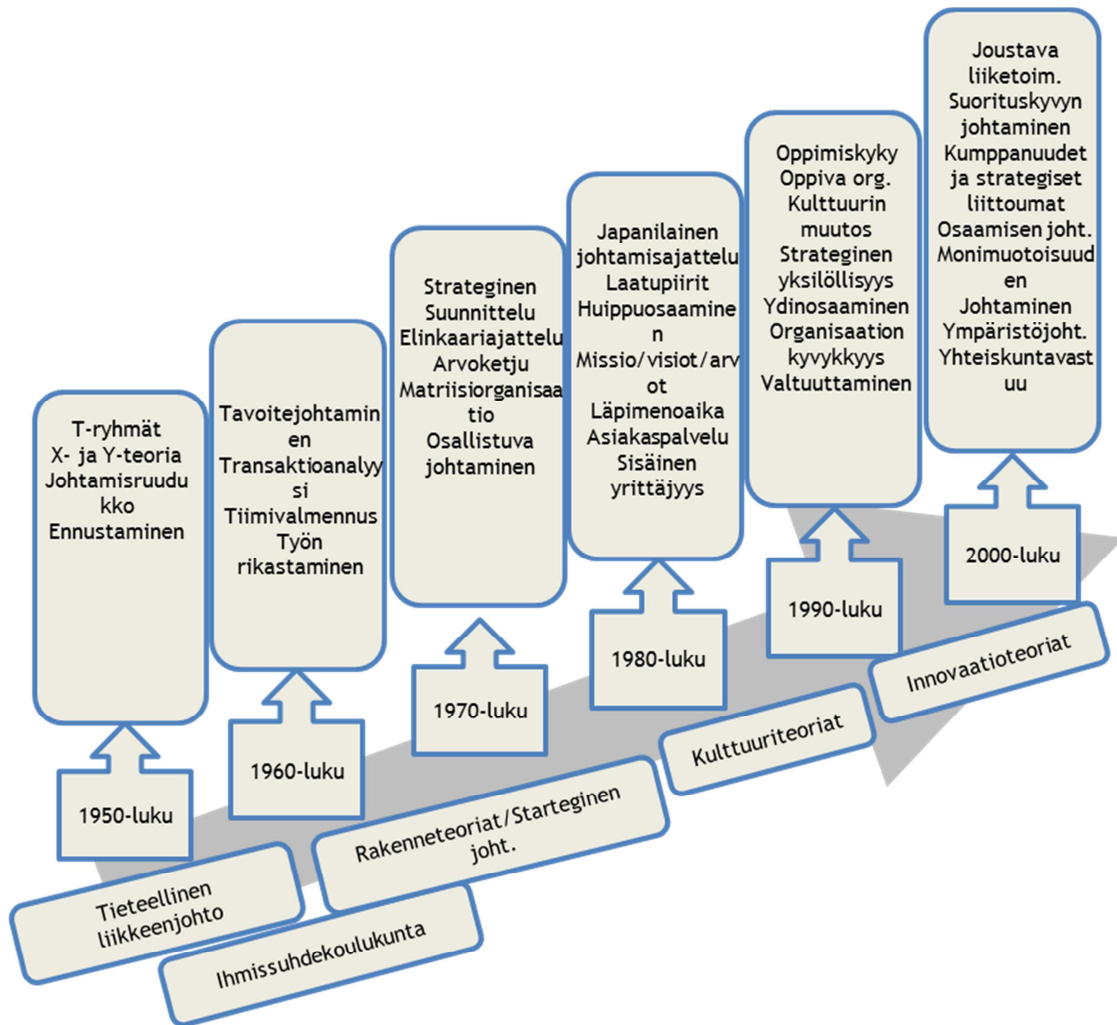 T-ryhmät
X- ja Y-teoria
Johtamisruudu
kko
Ennustaminen
1950-luku
Tavoitejohtamin
en
Transaktioanalyy
si
Tiimivalmennus
Työn
rikastaminen
1960-luku
Strateginen
Suunnittelu
Elinkaariajattelu
Arvoketju
Matriisiorganisaa
tio
Osallistuva
johtaminen
1970-luku
Japanilainen
johtamisajattelu
Laatupiirit
Huippuosaamine
n
Missio/visiot/arv
ot
Läpimenoaika
Asiakaspalvelu
Sisäinen
yrittäjyys
1980-luku
Oppimiskyky
Oppiva org.
Kulttuurin
muutos
Strateginen
yksilöllisyys
Ydinosaaminen
Organisaation
kyvykkyys
Valtuuttaminen
1990-luku
Joustava
liiketoim.
Suorituskyvyn
johtaminen
Kumppanuudet
ja strategiset
liittoumat
Osaamisen joht.
Monimuotoisuud
en
Johtaminen
Ympäristöjoht.
Yhteiskuntavast
uu
2000-luku
Tieteellinen
liikkeenjohto
Ihmissuhdekoulukunta
Rakenneteoriat/Starteginen
joht.
Kulttuuriteoriat
Innovaatioteoriat